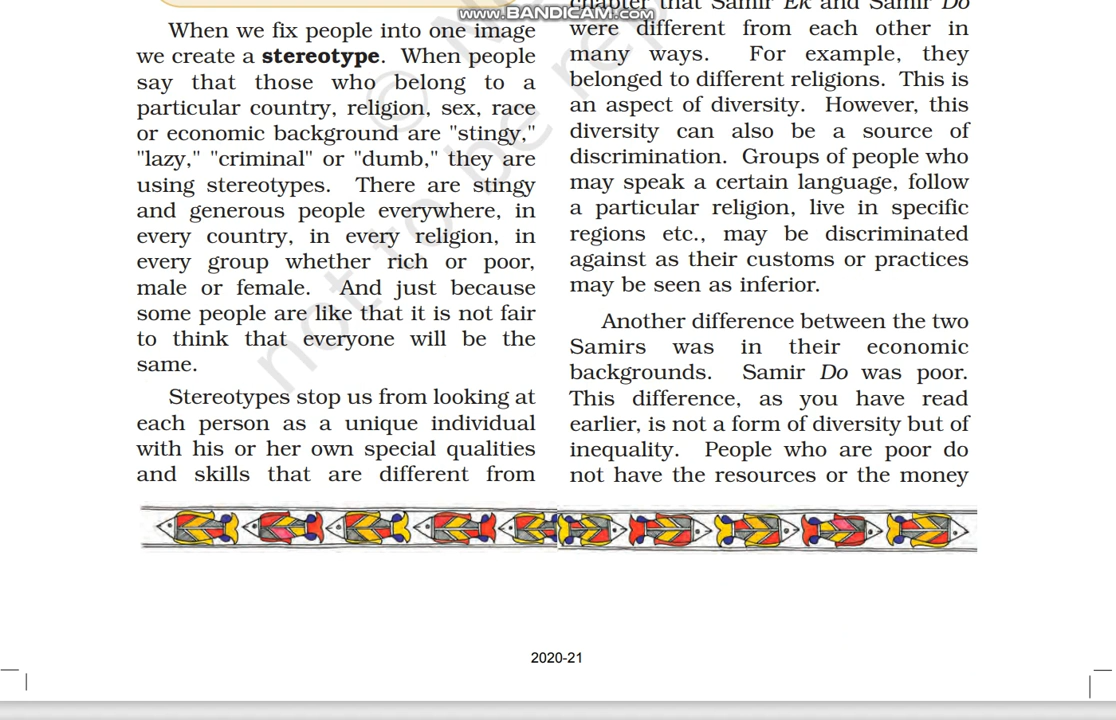 www.BANDICAM.com
When we fix people into one image
we create a stereotype. When people
say that those who belong to a
particular country, religion, sex, race
or economic background are "stingy,"
"lazy," "criminal" or "dumb," they are
using stereotypes. There are stingy
and generous people everywhere, in
every country, in every religion, in
every group whether rich or poor,
male or female. And just because
some people are like that it is not fair
to think that everyone will be the
same.
Stereotypes stop us from looking at
each person as a unique individual
with his or her own special qualities
and skills that are different from
chapter that Samir Ek and Samir Do
were different from each other in
many ways. For example, they
belonged to different religions. This is
an aspect of diversity. However, this
diversity can also be a source of
discrimination. Groups of people who
may speak a certain language, follow
a particular religion, live in specific
regions etc., may be discriminated
against as their customs or practices
may be seen as inferior.
Another difference between the two
Samirs was in their economic
backgrounds. Samir Do was poor.
This difference, as you have read
earlier, is not a form of diversity but of
inequality. People who are poor do
not have the resources or the money
not to be re
2020-21